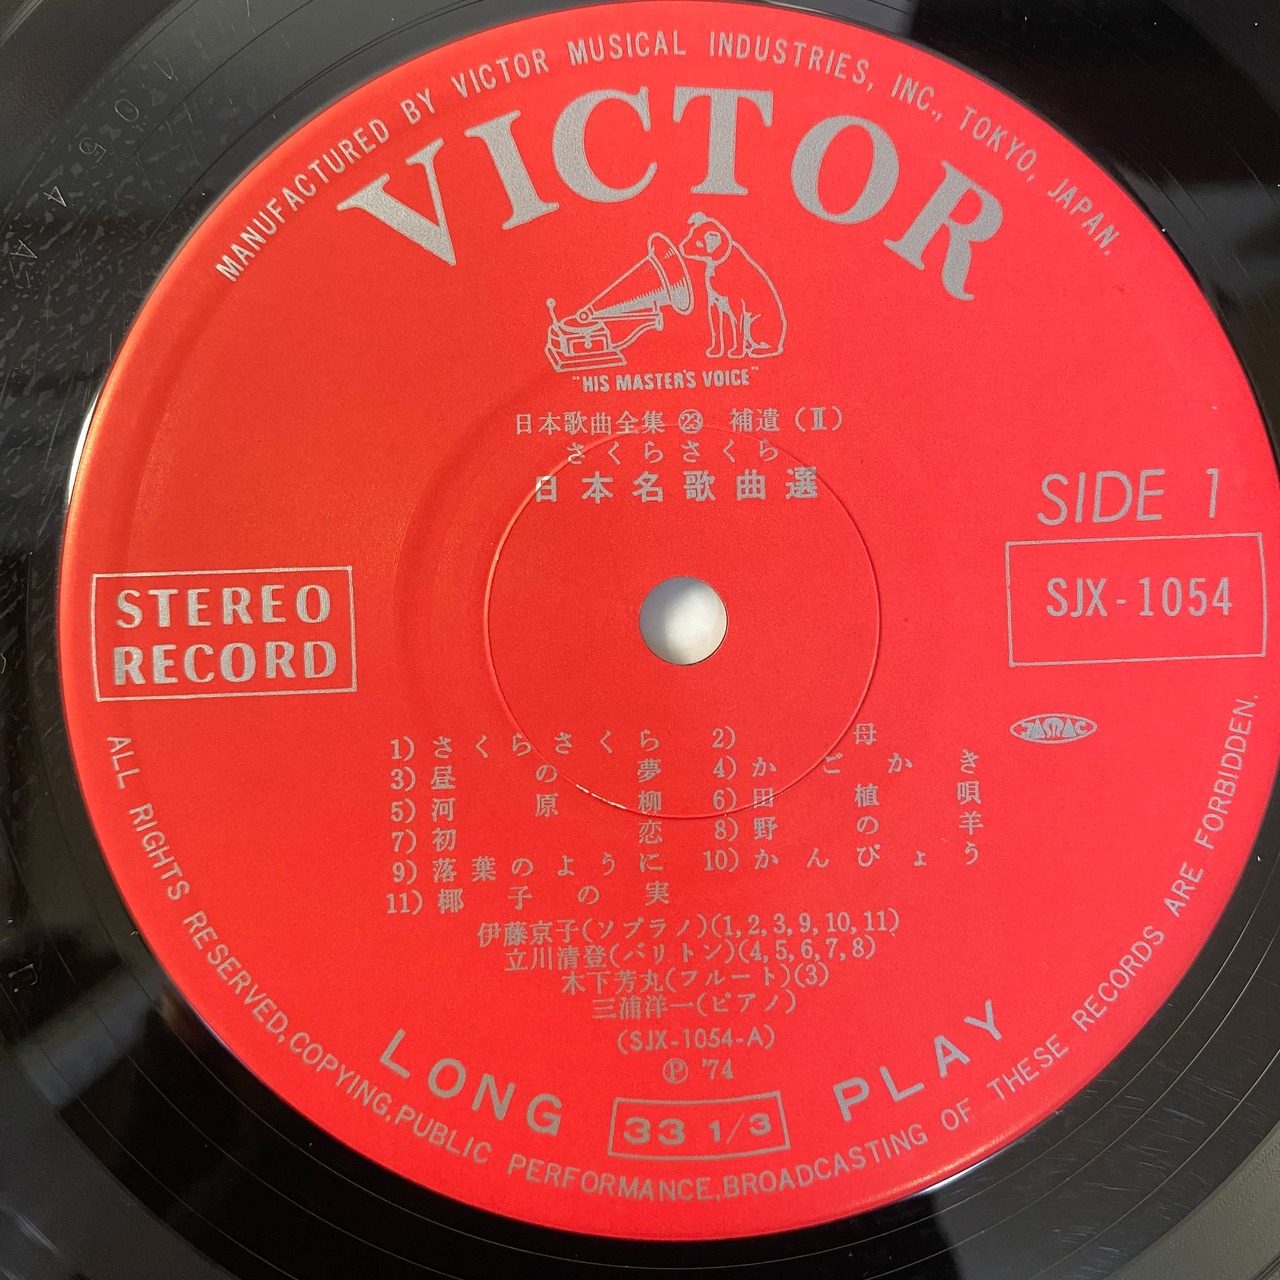 MANUFACTURED BY VICTOR MUSICAL INDUSTRIES, INC., TOKYO, JAPAN.
VICTOR
"HIS MASTER'S VOICE"
日本歌曲全集 ㉓ 補遺(Ⅱ)
さくらさくら
日本名歌曲選
SIDE 1
SJX-1054
STEREO
RECORD
JASRAC
1) さくらさくら 2) 母
3) 昼の夢 4) かごかき
5) 河原柳 6) 田植唄
7) 初恋 8) 野の羊
9) 落葉のように 10) かんぴょう
11) 椰子の実
伊藤京子(ソプラノ)(1,2,3,9,10,11)
立川清登(バリトン)(4,5,6,7,8)
木下芳丸(フルート)(3)
三浦洋一(ピアノ)
(SJX-1054-A)
Ⓟ '74
LONG PLAY
33 1/3
ALL RIGHTS RESERVED,COPYING,PUBLIC PERFORMANCE,BROADCASTING OF THESE RECORDS ARE FORBIDDEN.